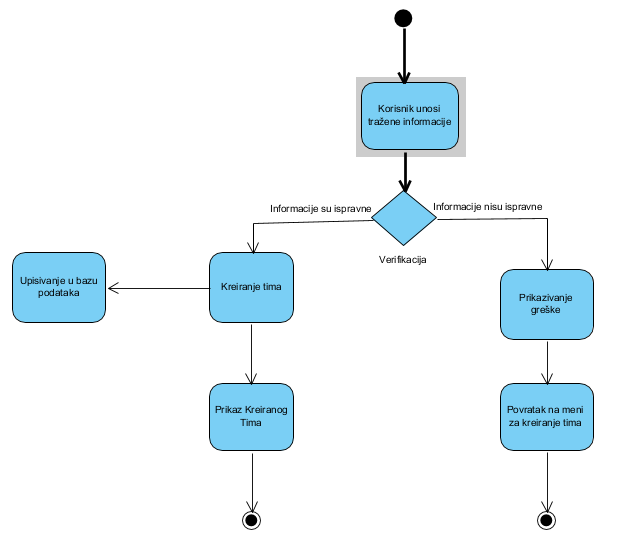 Korisnik unosi
tražene informacije
Informacije su ispravne
Informacije nisu ispravne
Verifikacija
Upisivanje u bazu
podataka
Kreiranje tima
Prikazivanje
greške
Prikaz Kreiranog
Tima
Povratak na meni
za kreiranje tima